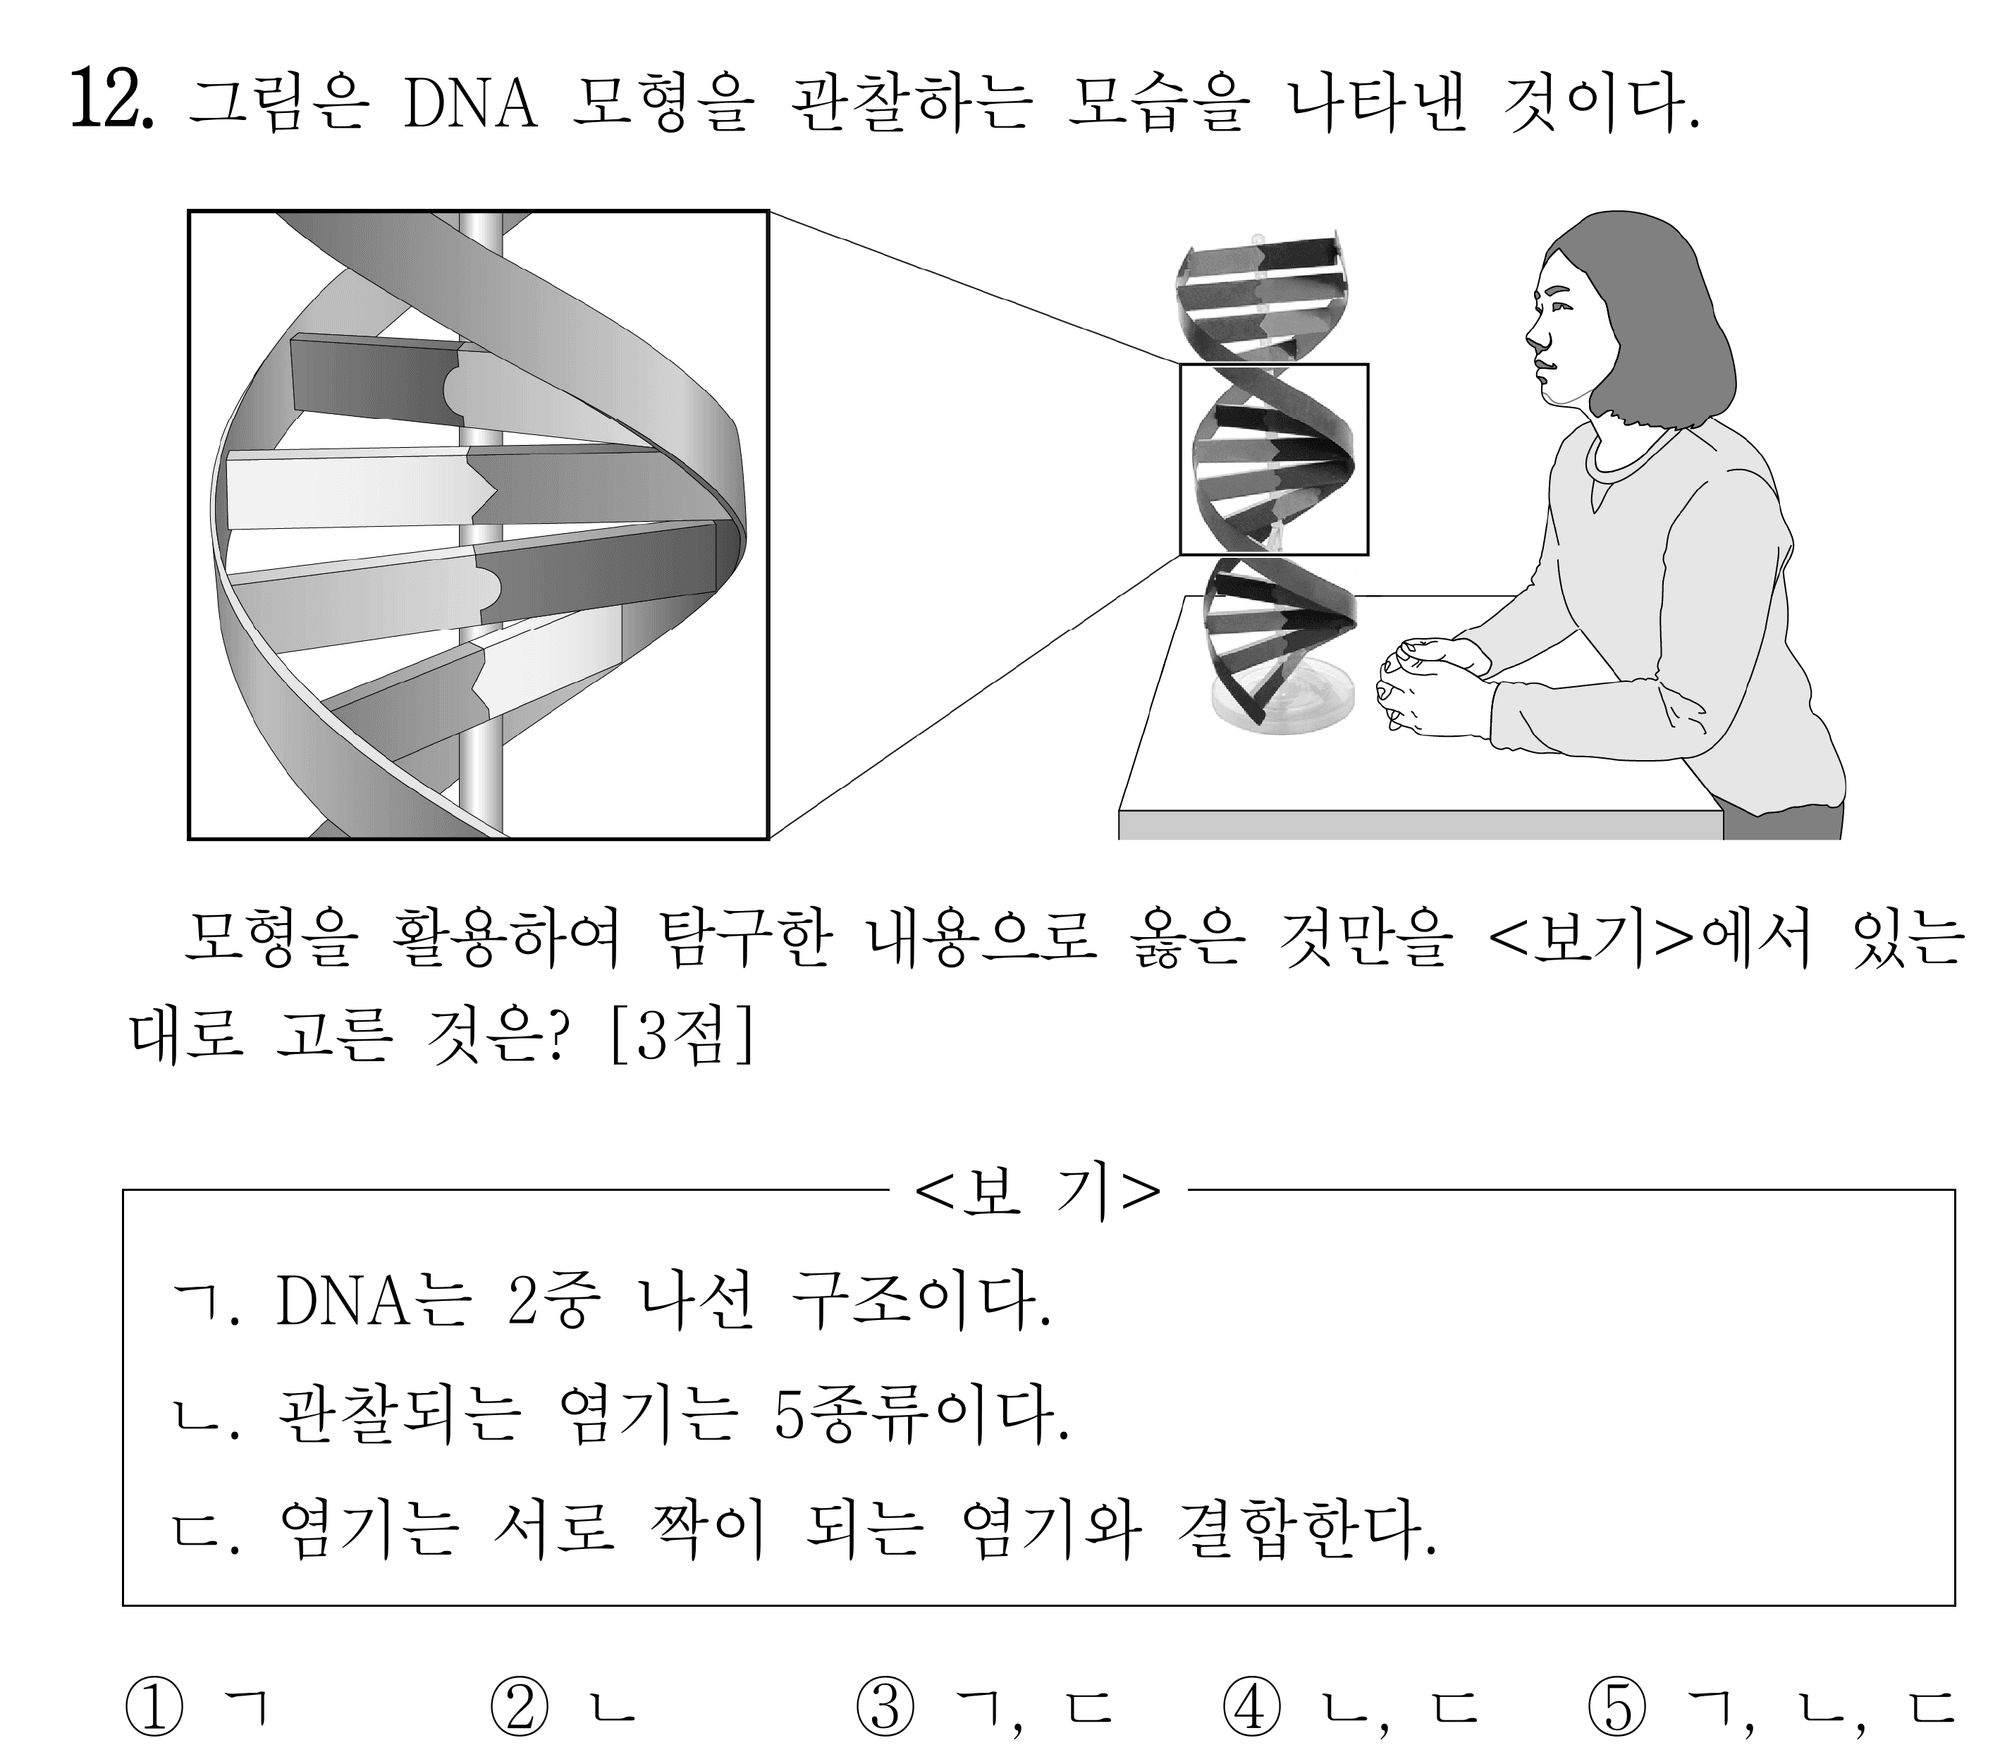 12. 그림은 DNA 모형을 관찰하는 모습을 나타낸 것이다.
모형을 활용하여 탐구한 내용으로 옳은 것만을 <보기>에서 있는
대로 고른 것은? [3점]
<보 기>
ㄱ. DNA는 2중 나선 구조이다.
ㄴ. 관찰되는 염기는 5종류이다.
ㄷ. 염기는 서로 짝이 되는 염기와 결합한다.
① ㄱ ② ㄴ ③ ㄱ, ㄷ ④ ㄴ, ㄷ ⑤ ㄱ, ㄴ, ㄷ